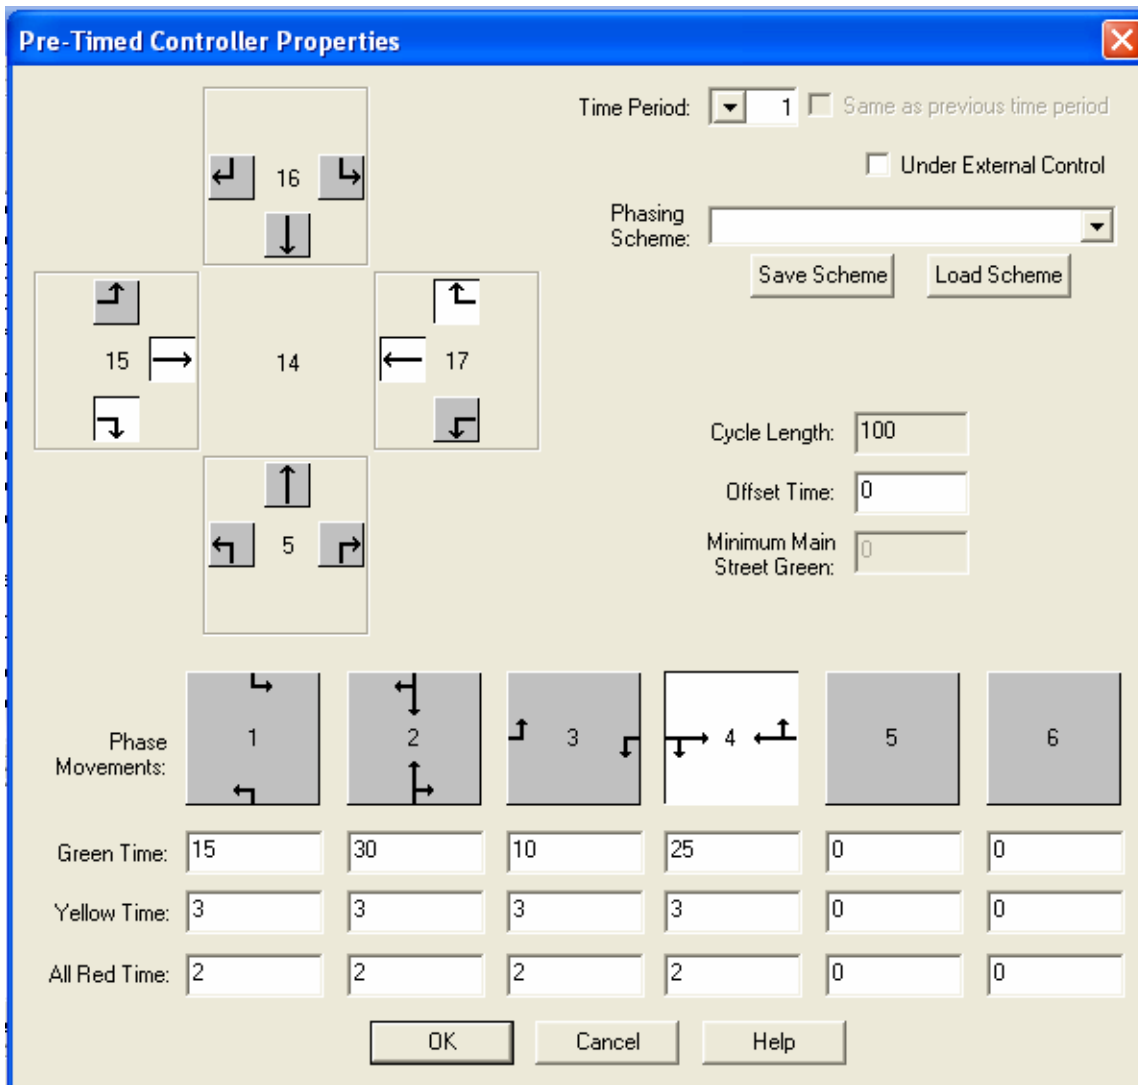 Pre-Timed Controller Properties
Time Period: 1 Same as previous time period
Under External Control
Phasing
Scheme:
Save Scheme Load Scheme
16
15 14 17
5
Cycle Length: 100
Offset Time: 0
Minimum Main
Street Green: 0
Phase
Movements: 1 2 3 4 5 6
Green Time: 15 30 10 25 0 0
Yellow Time: 3 3 3 3 0 0
All Red Time: 2 2 2 2 0 0
OK Cancel Help